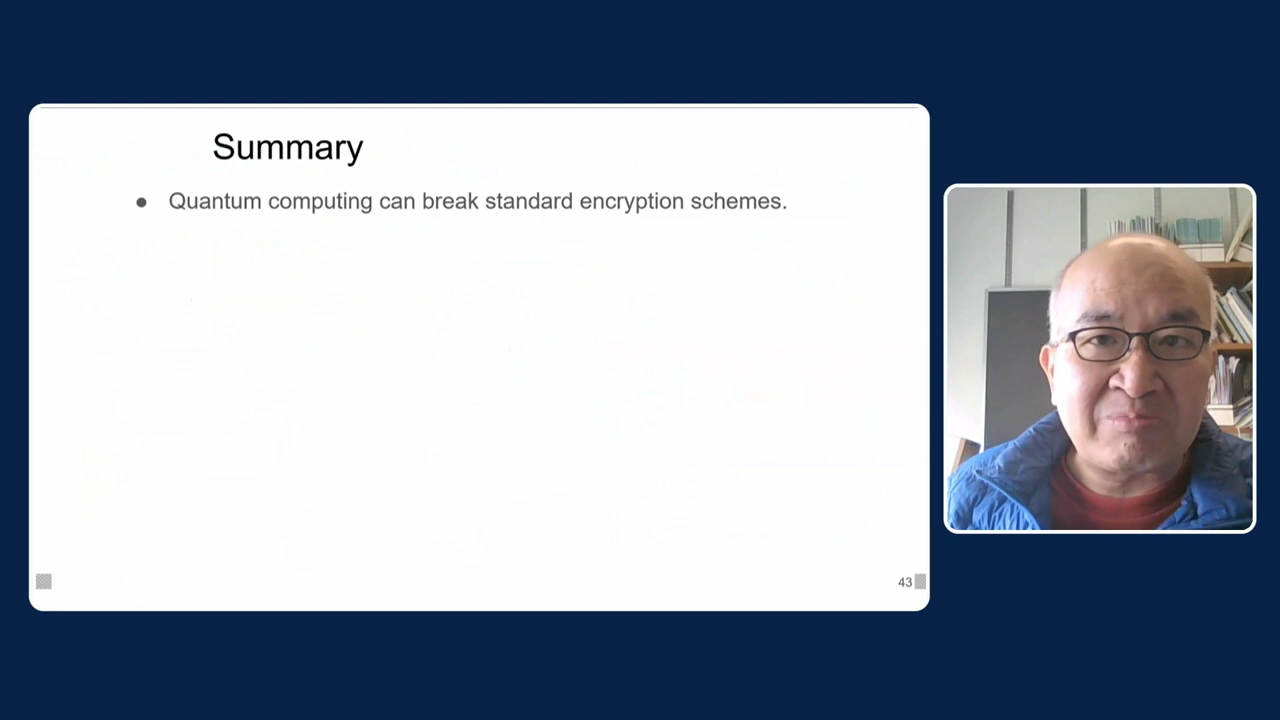 Summary
● Quantum computing can break standard encryption schemes.
43